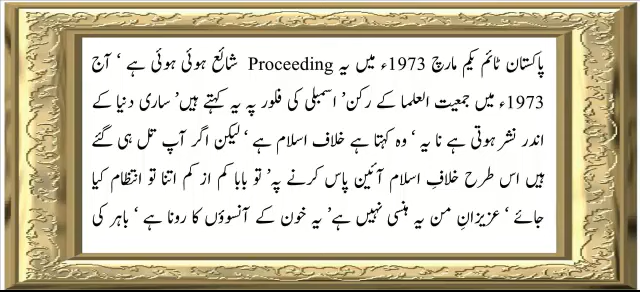 پاکستان ٹائم یکم مارچ 1973ء میں یہ Proceeding شائع ہوئی ہوئی ہے ‘ آج
1973ء میں جمعیت العلما کے رکن’ اسمبلی کی فلور پہ یہ کہتے ہیں’ ساری دنیا کے
اندر نشر ہوتی ہے نا یہ ‘ وہ کہتا ہے خلاف اسلام ہے ‘ لیکن اگر آپ تل ہی گئے
ہیں اس طرح خلافِ اسلام آئین پاس کرنے پہ’ تو بابا کم از کم اتنا تو انتظام کیا
جائے ‘ عزیزانِ من یہ ہنسی نہیں ہے’ یہ خون کے آنسوؤں کا رونا ہے ‘ باہر کی